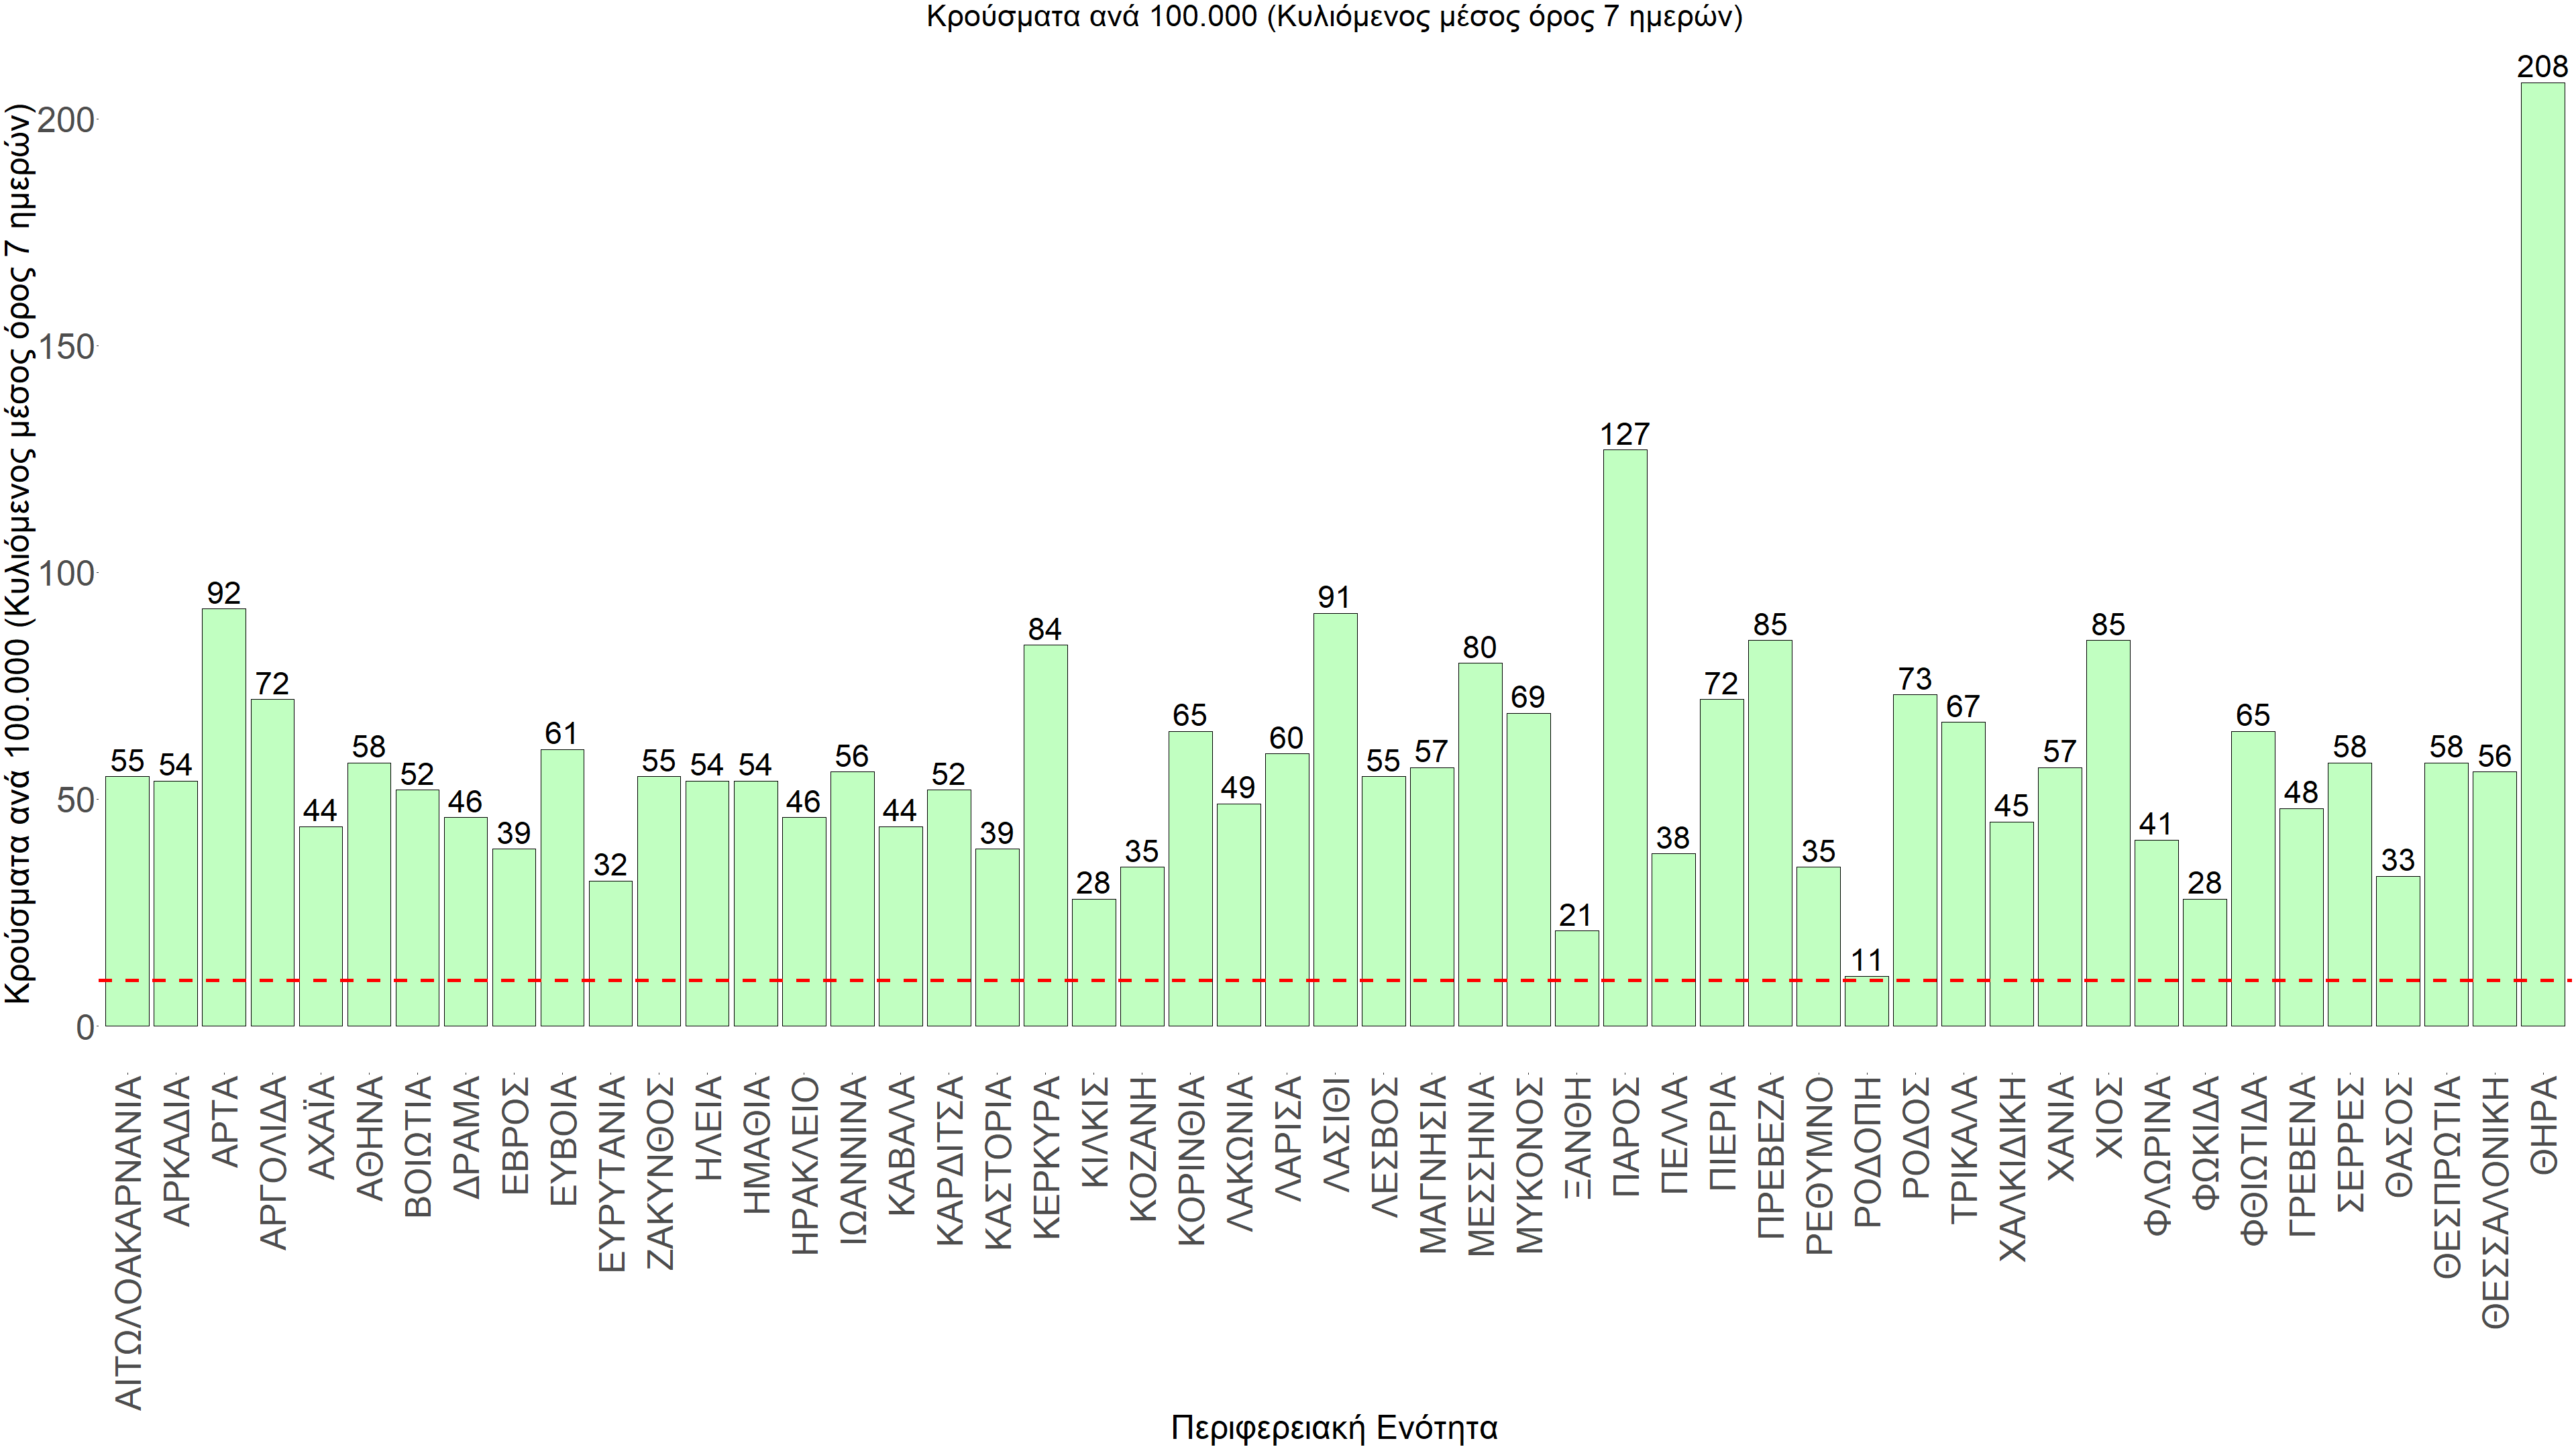 Κρούσματα ανά 100.000 (Κυλιόμενος μέσος όρος 7 ημερών)
Κρούσματα ανά 100.000 (Κυλιόμενος μέσος όρος 7 ημερών)
200
150
100
50
0
55
54
92
72
44
58
52
46
39
61
32
55
54
54
46
56
44
52
39
84
28
35
65
49
60
91
55
57
80
69
21
127
38
72
85
35
11
73
67
45
57
85
41
28
65
48
58
33
58
56
208
ΑΙΤΩΛΟΑΚΑΡΝΑΝΙΑ
ΑΡΚΑΔΙΑ
ΑΡΤΑ
ΑΡΓΟΛΙΔΑ
ΑΧΑΪΑ
ΑΘΗΝΑ
ΒΟΙΩΤΙΑ
ΔΡΑΜΑ
ΕΒΡΟΣ
ΕΥΒΟΙΑ
ΕΥΡΥΤΑΝΙΑ
ΖΑΚΥΝΘΟΣ
ΗΛΕΙΑ
ΗΜΑΘΙΑ
ΗΡΑΚΛΕΙΟ
ΙΩΑΝΝΙΝΑ
ΚΑΒΑΛΑ
ΚΑΡΔΙΤΣΑ
ΚΑΣΤΟΡΙΑ
ΚΕΡΚΥΡΑ
ΚΙΛΚΙΣ
ΚΟΖΑΝΗ
ΚΟΡΙΝΘΙΑ
ΛΑΚΩΝΙΑ
ΛΑΡΙΣΑ
ΛΑΣΙΘΙ
ΛΕΣΒΟΣ
ΜΑΓΝΗΣΙΑ
ΜΕΣΣΗΝΙΑ
ΜΥΚΟΝΟΣ
ΞΑΝΘΗ
ΠΑΡΟΣ
ΠΕΛΛΑ
ΠΙΕΡΙΑ
ΠΡΕΒΕΖΑ
ΡΕΘΥΜΝΟ
ΡΟΔΟΠΗ
ΡΟΔΟΣ
ΤΡΙΚΑΛΑ
ΧΑΛΚΙΔΙΚΗ
ΧΑΝΙΑ
ΧΙΟΣ
ΦΛΩΡΙΝΑ
ΦΩΚΙΔΑ
ΦΘΙΩΤΙΔΑ
ΓΡΕΒΕΝΑ
ΣΕΡΡΕΣ
ΘΑΣΟΣ
ΘΕΣΠΡΩΤΙΑ
ΘΕΣΣΑΛΟΝΙΚΗ
ΘΗΡΑ
Περιφερειακή Ενότητα